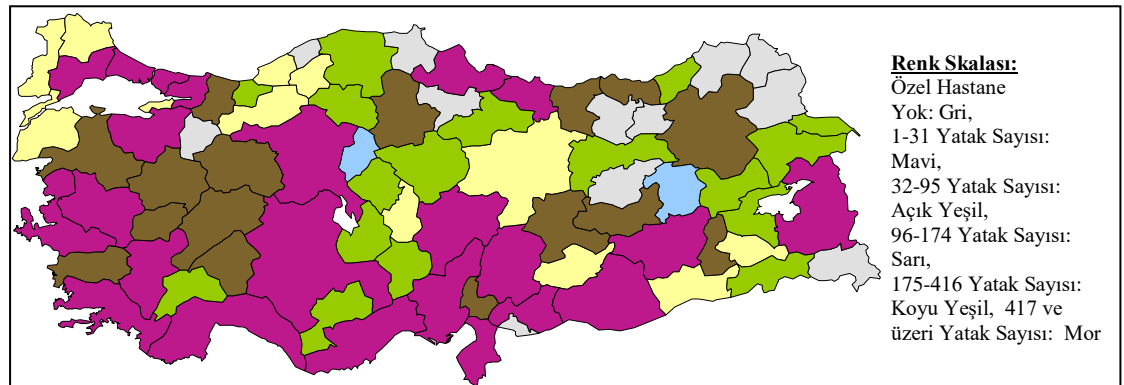 Renk Skalası:
Özel Hastane
Yok: Gri,
1-31 Yatak Sayısı:
Mavi,
32-95 Yatak Sayısı:
Açık Yeşil,
96-174 Yatak Sayısı:
Sarı,
175-416 Yatak Sayısı:
Koyu Yeşil, 417 ve
üzeri Yatak Sayısı: Mor